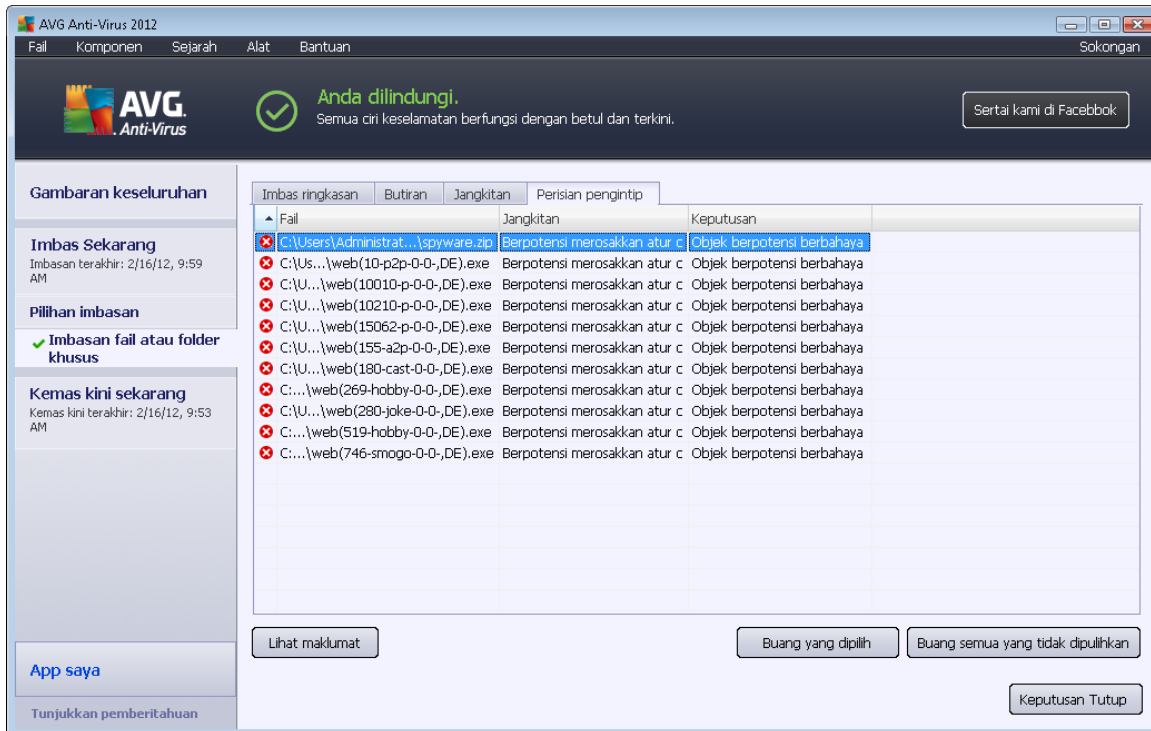 AVG Anti-Virus 2012
Fail Komponen Sejarah Alat Bantuan Sokongan
AVG.
Anti-Virus
Anda dilindungi.
Semua ciri keselamatan berfungsi dengan betul dan terkini.
Sertai kami di Facebbok
Gambaran keseluruhan
Imbas Sekarang
Imbasan terakhir: 2/16/12, 9:59
AM
Pilihan imbasan
Imbasan fail atau folder
khusus
Kemas kini sekarang
Kemas kini terakhir: 2/16/12, 9:53
AM
App saya
Tunjukkan pemberitahuan
Imbas ringkasan Butiran Jangkitan Perisian pengintip
Fail Jangkitan Keputusan
C:\Users\Administrat...\spyware.zip Berpotensi merosakkan atur c Objek berpotensi berbahaya
C:\Us...\web(10-p2p-0-0-,DE).exe Berpotensi merosakkan atur c Objek berpotensi berbahaya
C:\U...\web(10010-p-0-0-,DE).exe Berpotensi merosakkan atur c Objek berpotensi berbahaya
C:\U...\web(10210-p-0-0-,DE).exe Berpotensi merosakkan atur c Objek berpotensi berbahaya
C:\U...\web(15062-p-0-0-,DE).exe Berpotensi merosakkan atur c Objek berpotensi berbahaya
C:\U...\web(155-a2p-0-0-,DE).exe Berpotensi merosakkan atur c Objek berpotensi berbahaya
C:\U...\web(180-cast-0-0-,DE).exe Berpotensi merosakkan atur c Objek berpotensi berbahaya
C:...\web(269-hobby-0-0-,DE).exe Berpotensi merosakkan atur c Objek berpotensi berbahaya
C:\U...\web(280-joke-0-0-,DE).exe Berpotensi merosakkan atur c Objek berpotensi berbahaya
C:...\web(519-hobby-0-0-,DE).exe Berpotensi merosakkan atur c Objek berpotensi berbahaya
C:...\web(746-smogo-0-0-,DE).exe Berpotensi merosakkan atur c Objek berpotensi berbahaya
Lihat maklumat Buang yang dipilih Buang semua yang tidak dipulihkan
Keputusan Tutup